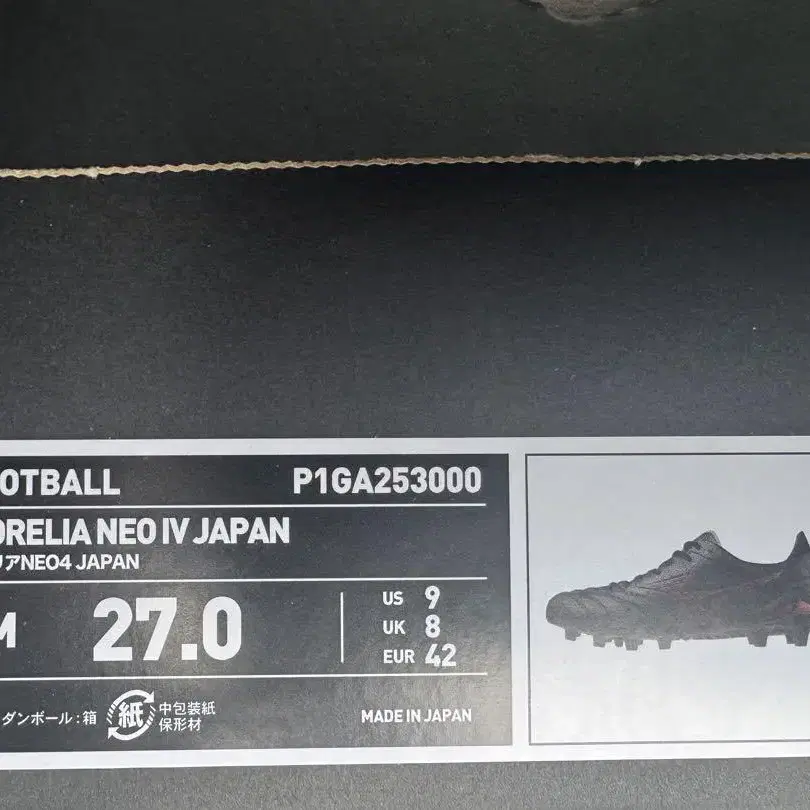 OTBALL P1GA253000
ORELIA NEO IV JAPAN
リアNEO4 JAPAN
27.0
US 9
UK 8
EUR 42
ダンボール:箱
紙
中包装紙
保形材
MADE IN JAPAN